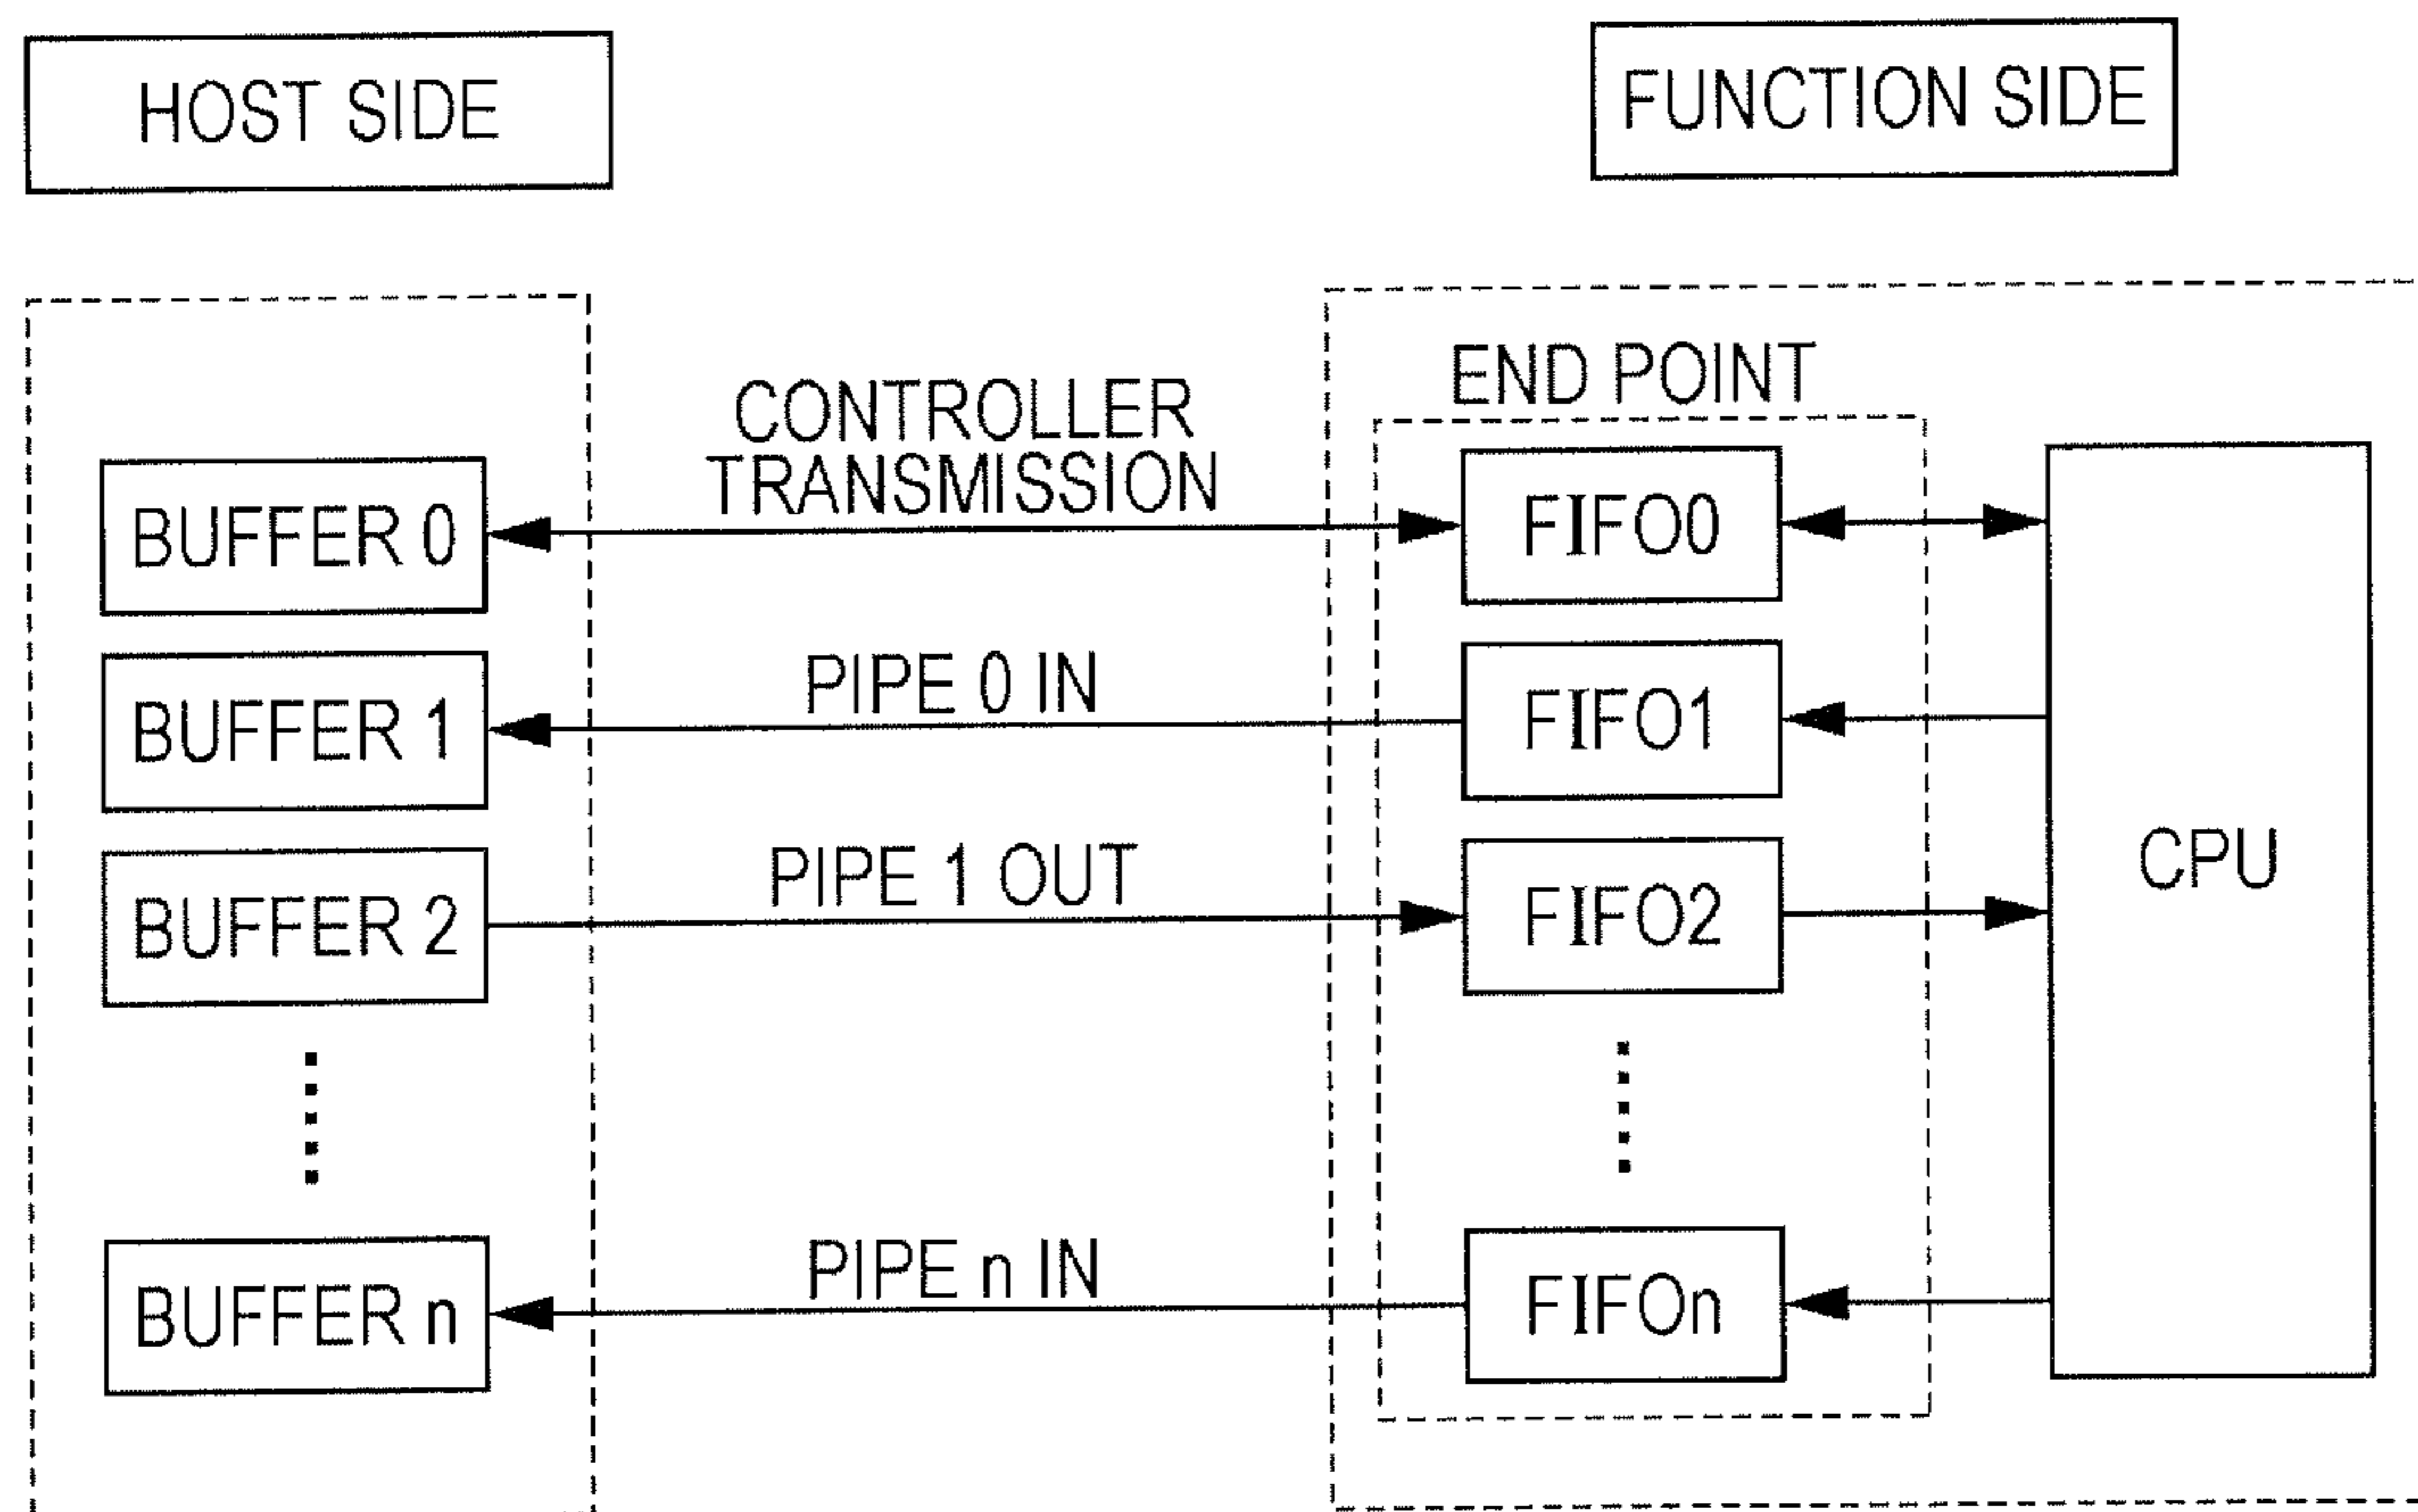 HOST SIDE
FUNCTION SIDE
END POINT
CONTROLLER
TRANSMISSION
BUFFER 0
FIFO0
PIPE 0 IN
BUFFER 1
FIFO1
PIPE 1 OUT
BUFFER 2
FIFO2
CPU
PIPE n IN
BUFFER n
FIFOn